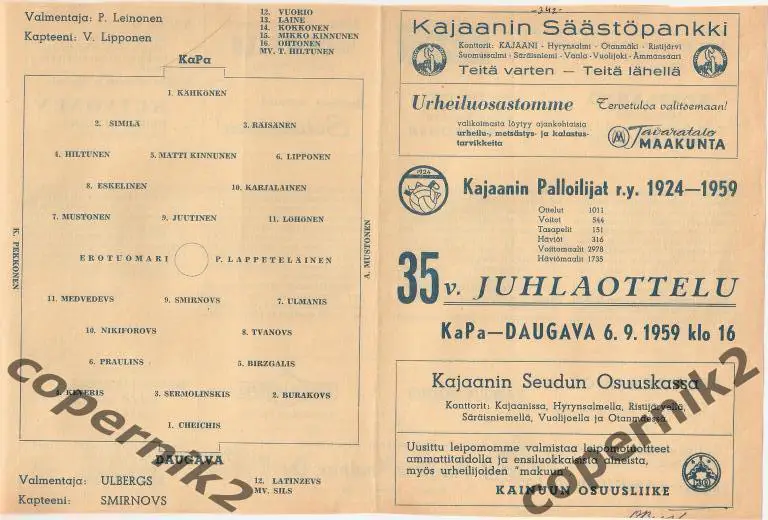 Valmentaja: P. Leinonen
Kapteeni: V. Lipponen
12. VUORIO
13. LAINE
14. KOKKONEN
15. MIKKO KINNUNEN
16. OHTONEN
MV. T. HILTUNEN
KaPa
1. KÄHKÖNEN
2. SIMILÄ
3. RÄISÄNEN
4. HILTUNEN
5. MATTI KINNUNEN
6. LIPPONEN
8. ESKELINEN
10. KARJALAINEN
7. MUSTONEN
9. JUUTINEN
11. LOHONEN
K. PEKKONEN
EROTUOMARI
P. LAPPETELÄINEN
A. MUSTONEN
11. MEDVEDEVS
9. SMIRNOVS
7. ULMANIS
10. NIKIFOROVS
8. TVANOVS
6. PRAULINS
5. BIRZGALIS
4. KEVERIS
3. SERMOLINSKIS
2. BURAKOVS
1. CHEICHIS
DAUGAVA
Valmentaja: ULBERGS
Kapteeni: SMIRNOVS
12. LATINZEVS
MV. SILS
-342-
Kajaanin Säästöpankki
Konttorit: KAJAANI - Hyrynsalmi - Otanmäki - Ristijärvi
Suomussalmi - Säräisniemi - Vaala - Vuolijoki - Ämmänsaari
Teitä varten — Teitä lähellä
Urheiluosastomme
Tervetuloa valitsemaan!
valikoimasta löytyy ajankohtaisia
urheilu-, metsästys- ja kalastus-
tarvikkeita
M Tavaratalo
MAAKUNTA
1924
KAPA
Kajaanin Palloilijat r.y. 1924—1959
Ottelut 1011
Voitot 544
Tasapelit 151
Häviöt 316
Voittomaalit 2978
Häviömaalit 1735
35 v. JUHLAOTTELU
KaPa—DAUGAVA 6. 9. 1959 klo 16
Kajaanin Seudun Osuuskassa
Konttorit: Kajaanissa, Hyrynsalmella, Ristijärvellä,
Säräisniemellä, Vuolijoella ja Otanmäessä.
Uusittu leipomomme valmistaa leipomotuotteet
ammattitaidolla ja ensiluokkaisista aineista,
myös urheilijoiden "makuun"
KAINUUN OSUUSLIIKE
copernik2
copernik2